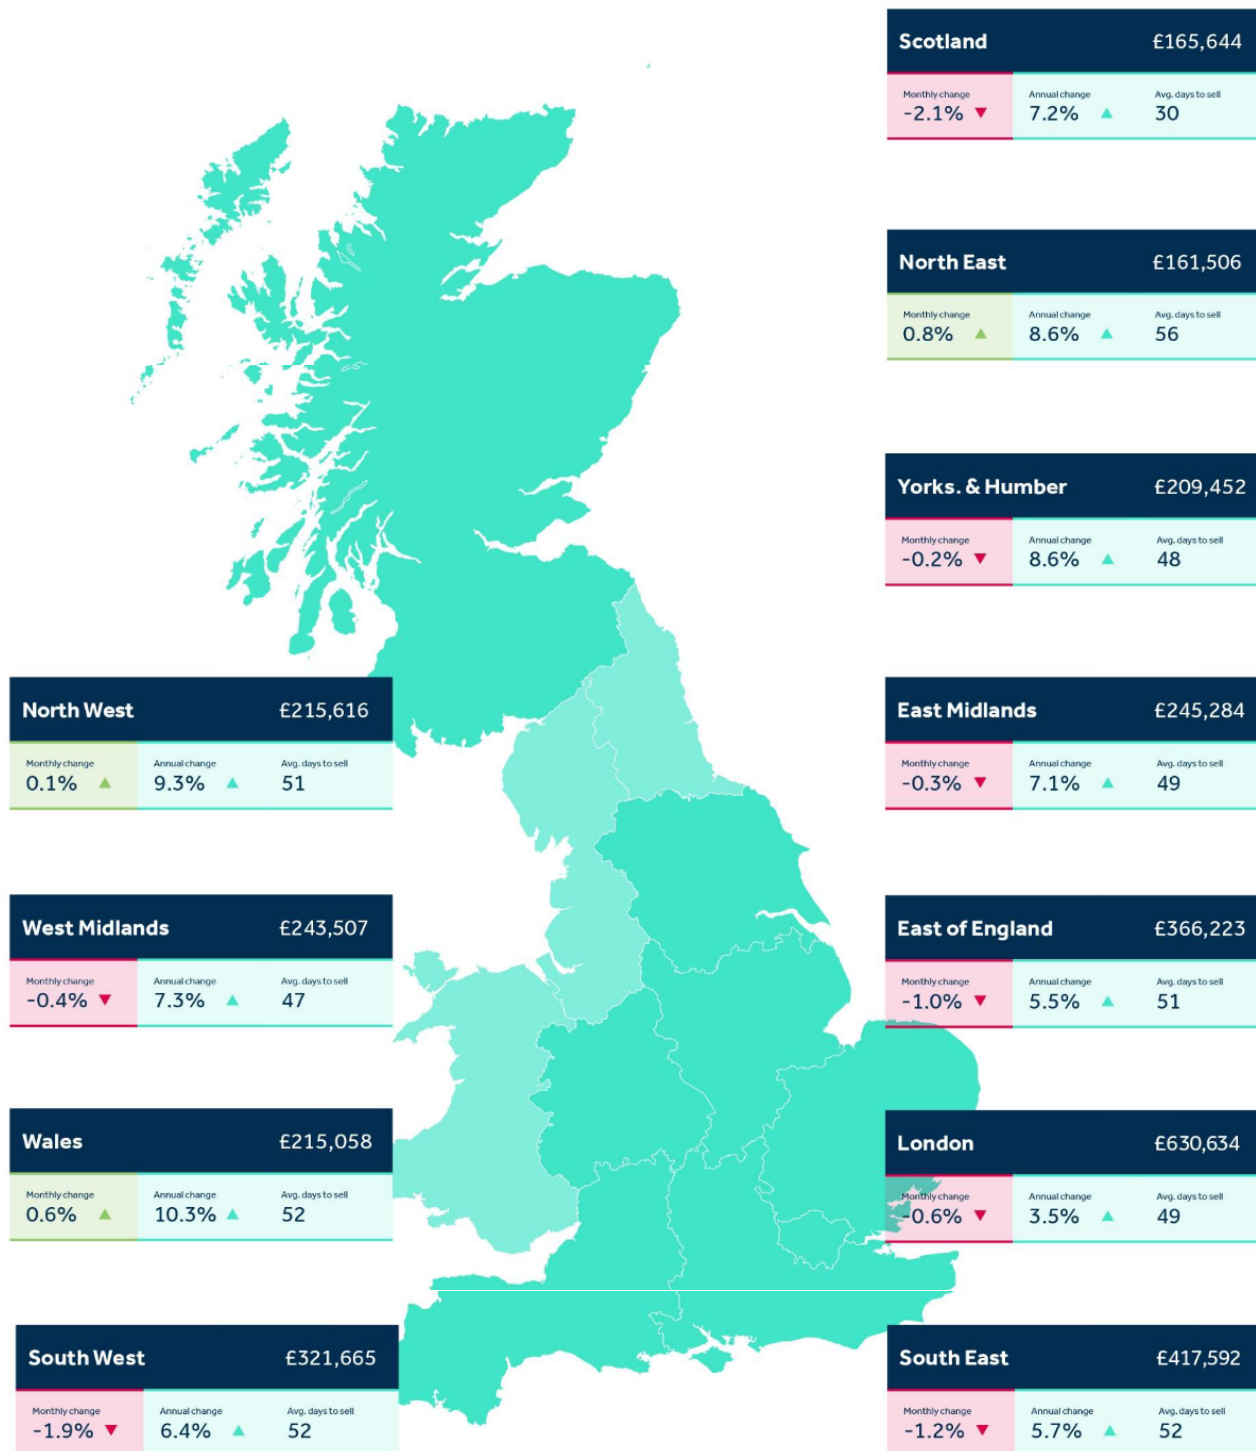 Scotland £165,644
Monthly change Annual change Avg. days to sell
-2.1% ▼ 7.2% ▲ 30
North East £161,506
Monthly change Annual change Avg. days to sell
0.8% ▲ 8.6% ▲ 56
Yorks. & Humber £209,452
Monthly change Annual change Avg. days to sell
-0.2% ▼ 8.6% ▲ 48
North West £215,616
Monthly change Annual change Avg. days to sell
0.1% ▲ 9.3% ▲ 51
East Midlands £245,284
Monthly change Annual change Avg. days to sell
-0.3% ▼ 7.1% ▲ 49
West Midlands £243,507
Monthly change Annual change Avg. days to sell
-0.4% ▼ 7.3% ▲ 47
East of England £366,223
Monthly change Annual change Avg. days to sell
-1.0% ▼ 5.5% ▲ 51
Wales £215,058
Monthly change Annual change Avg. days to sell
0.6% ▲ 10.3% ▲ 52
London £630,634
Monthly change Annual change Avg. days to sell
-0.6% ▼ 3.5% ▲ 49
South West £321,665
Monthly change Annual change Avg. days to sell
-1.9% ▼ 6.4% ▲ 52
South East £417,592
Monthly change Annual change Avg. days to sell
-1.2% ▼ 5.7% ▲ 52